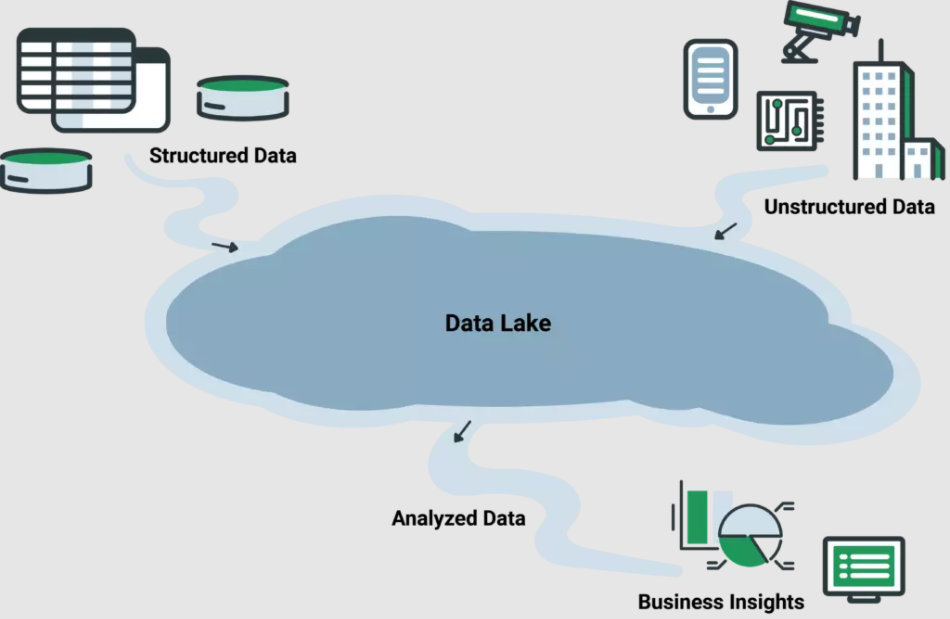 Structured Data
Unstructured Data
Data Lake
Analyzed Data
Business Insights